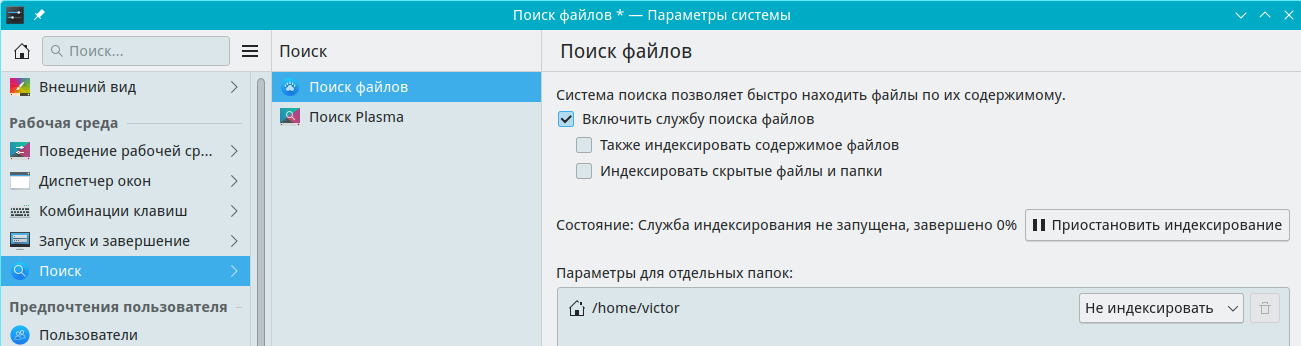 Поиск файлов * — Параметры системы
Поиск...
Внешний вид
Рабочая среда
Поведение рабочей ср...
Диспетчер окон
Комбинации клавиш
Запуск и завершение
Поиск
Предпочтения пользователя
Пользователи
Поиск
Поиск файлов
Поиск Plasma
Поиск файлов
Система поиска позволяет быстро находить файлы по их содержимому.
Включить службу поиска файлов
Также индексировать содержимое файлов
Индексировать скрытые файлы и папки
Состояние: Служба индексирования не запущена, завершено 0% Приостановить индексирование
Параметры для отдельных папок:
/home/victor Не индексировать